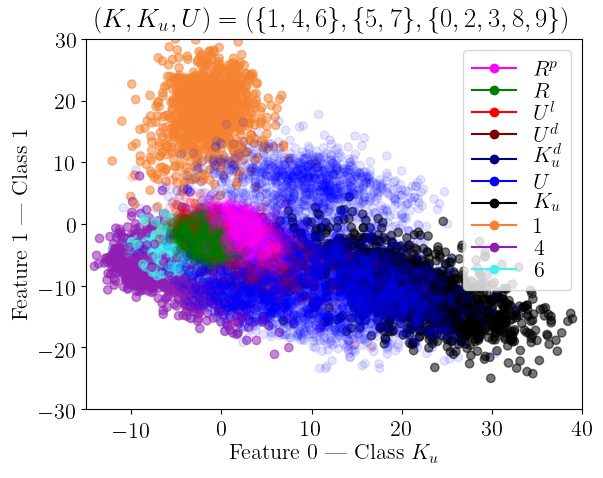 (K, K_u, U) = ({1, 4, 6}, {5, 7}, {0, 2, 3, 8, 9})
30
20
10
0
−10
−20
−30
Feature 1 — Class 1
R^p
R
U^l
U^d
K_u^d
U
K_u
1
4
6
−10
0
10
20
30
40
Feature 0 — Class K_u